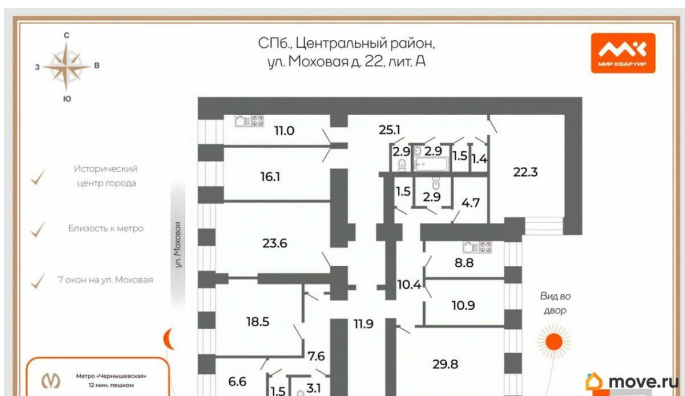 С
З
В
Ю
СПб., Центральный район,
ул. Моховая д. 22, лит. А
МИР КВАРТИР
Исторический
центр города
Близость к метро
7 окон на ул. Моховая
ул. Моховая
11.0
25.1
2.9
2.9
1.5
1.4
16.1
22.3
1.5
2.9
4.7
23.6
8.8
10.4
10.9
18.5
11.9
7.6
29.8
6.6
1.5
3.1
Вид во
двор
Метро «Чернышевская»
12 мин. пешком
move.ru